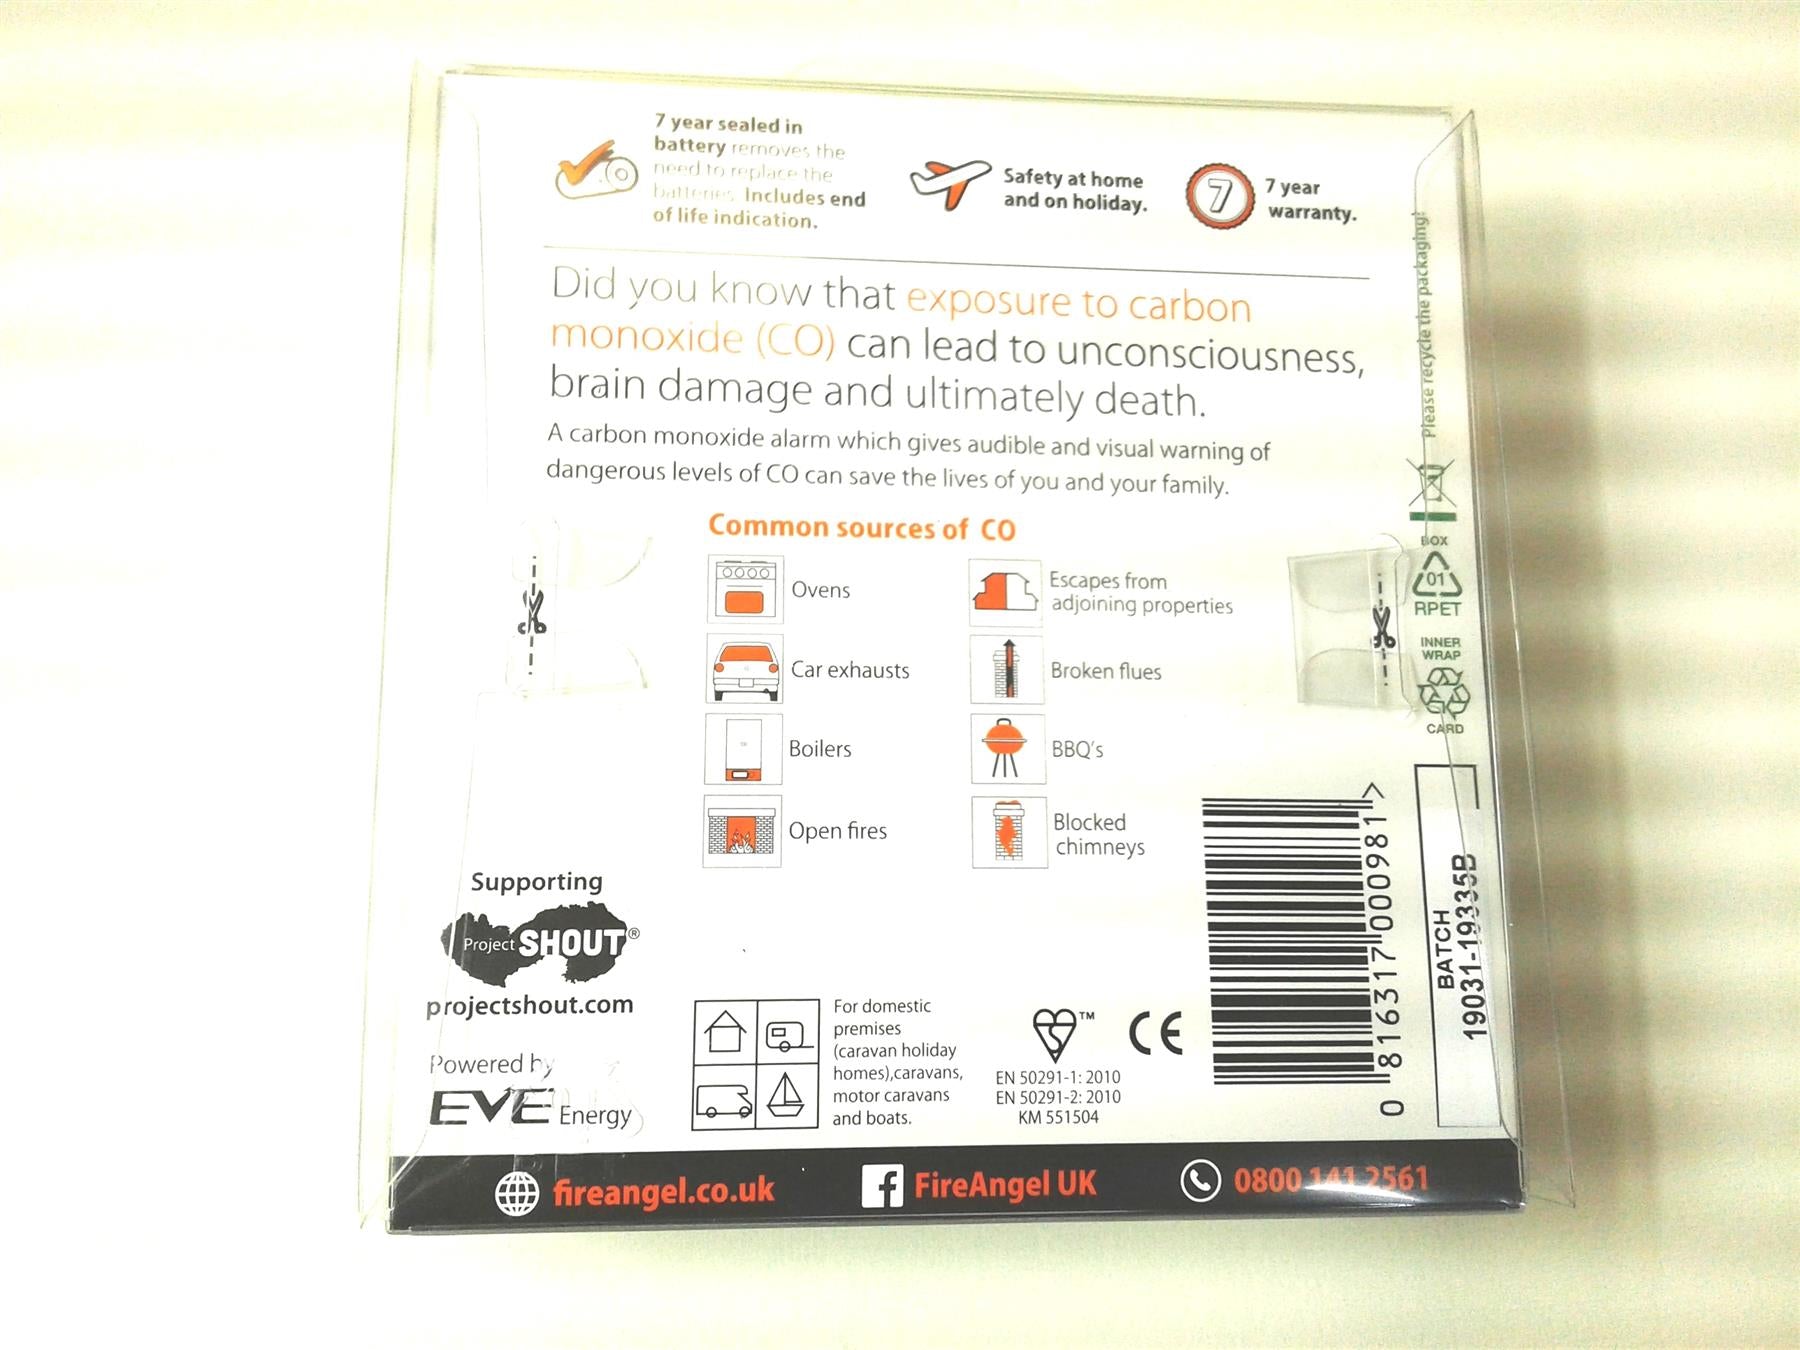 7 year sealed in
battery removes the
need to replace the
batteries. Includes end
of life indication.
Safety at home
and on holiday.
7
7 year
warranty.
Did you know that exposure to carbon
monoxide (CO) can lead to unconsciousness,
brain damage and ultimately death.
A carbon monoxide alarm which gives audible and visual warning of
dangerous levels of CO can save the lives of you and your family.
Common sources of CO
Ovens
Car exhausts
Boilers
Open fires
Escapes from
adjoining properties
Broken flues
BBQ's
Blocked
chimneys
Please recycle the packaging!
BOX
01
RPET
INNER
WRAP
CARD
Supporting
Project SHOUT®
projectshout.com
Powered by
EVE Energy
For domestic
premises
(caravan holiday
homes),caravans,
motor caravans
and boats.
™
CE
EN 50291-1: 2010
EN 50291-2: 2010
KM 551504
0 816317 000981 >
BATCH
19031-19335B
fireangel.co.uk
f FireAngel UK
0800 141 2561